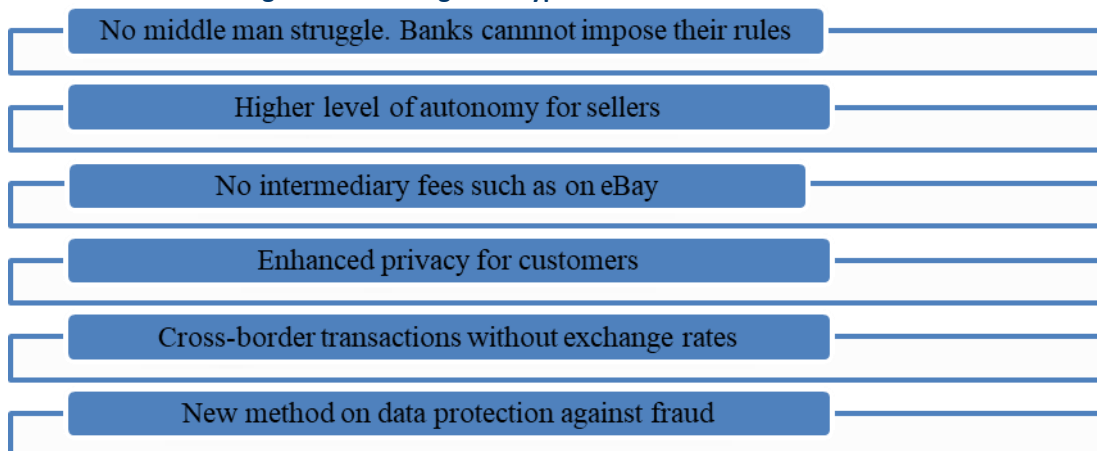 No middle man struggle. Banks cannnot impose their rules
Higher level of autonomy for sellers
No intermediary fees such as on eBay
Enhanced privacy for customers
Cross-border transactions without exchange rates
New method on data protection against fraud